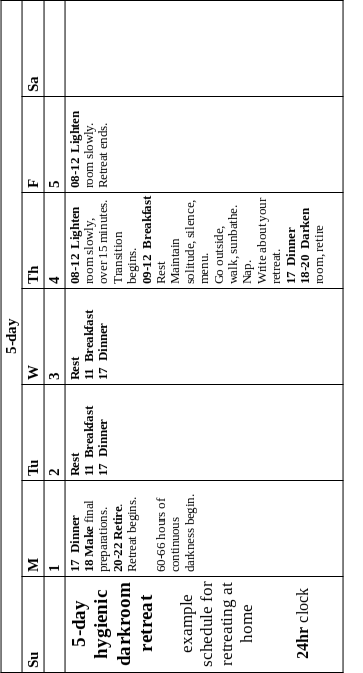 5-day
Su M Tu W Th F Sa
1 2 3 4 5
5-day
hygienic
darkroom
retreat
example
schedule for
retreating at
home
24hr clock
17 Dinner
18 Make final
preparations.
20-22 Retire.
Retreat begins.
60-66 hours of
continuous
darkness begin.
Rest
11 Breakfast
17 Dinner
Rest
11 Breakfast
17 Dinner
08-12 Lighten
room slowly,
over 15 minutes.
Transition
begins.
09-12 Breakfast
Rest
Maintain
solitude, silence,
menu.
Go outside,
walk, sunbathe.
Nap.
Write about your
retreat.
17 Dinner
18-20 Darken
room, retire
08-12 Lighten
room slowly.
Retreat ends.